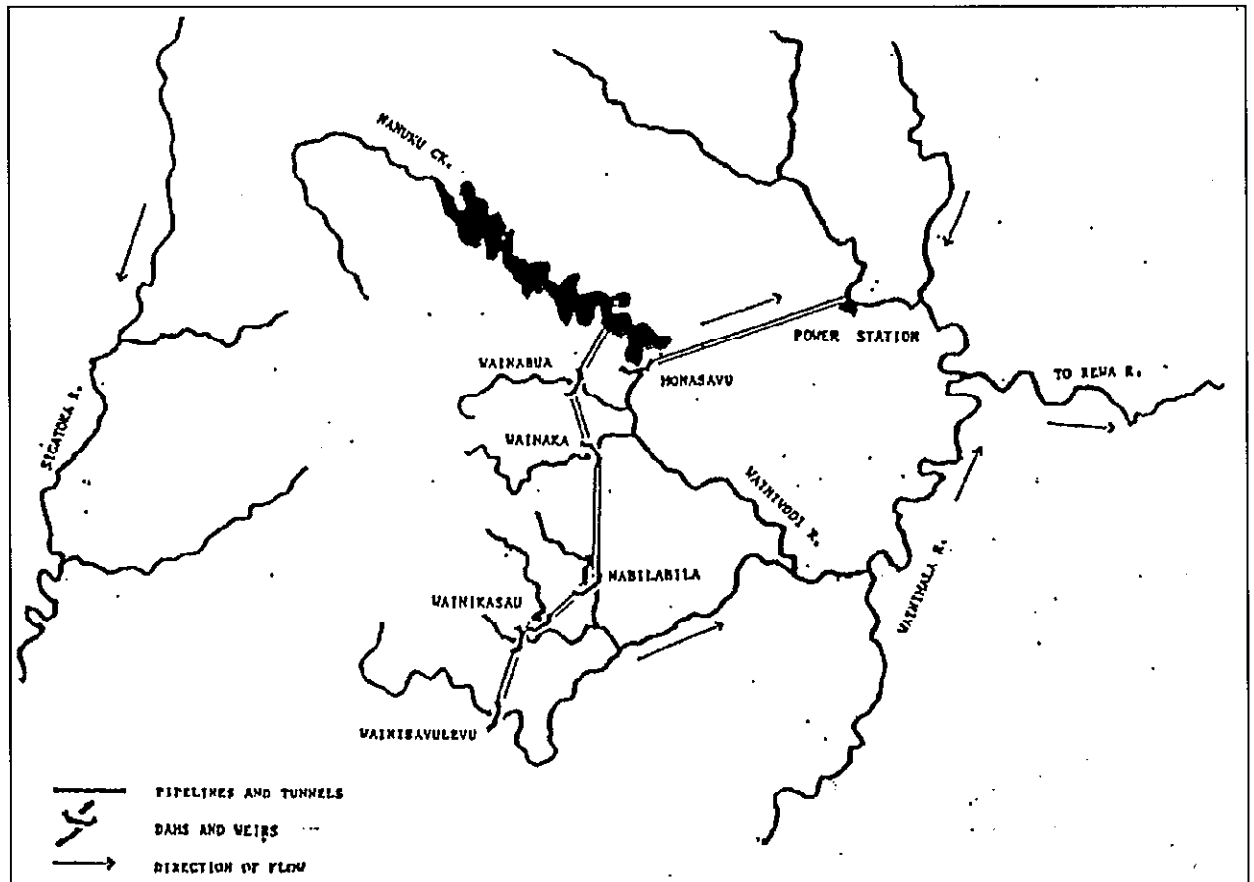 NANUKU CK.
POWER STATION
WAINABUA
MONASAVU
TO REWA R.
SIGATOKA R.
WAINAKA
WAINIVODI R.
NABILABILA
WAINIKASAU
WAINIMALA R.
WAINISAVULEVU
PIPELINES AND TUNNELS
DAMS AND WEIRS
DIRECTION OF FLOW